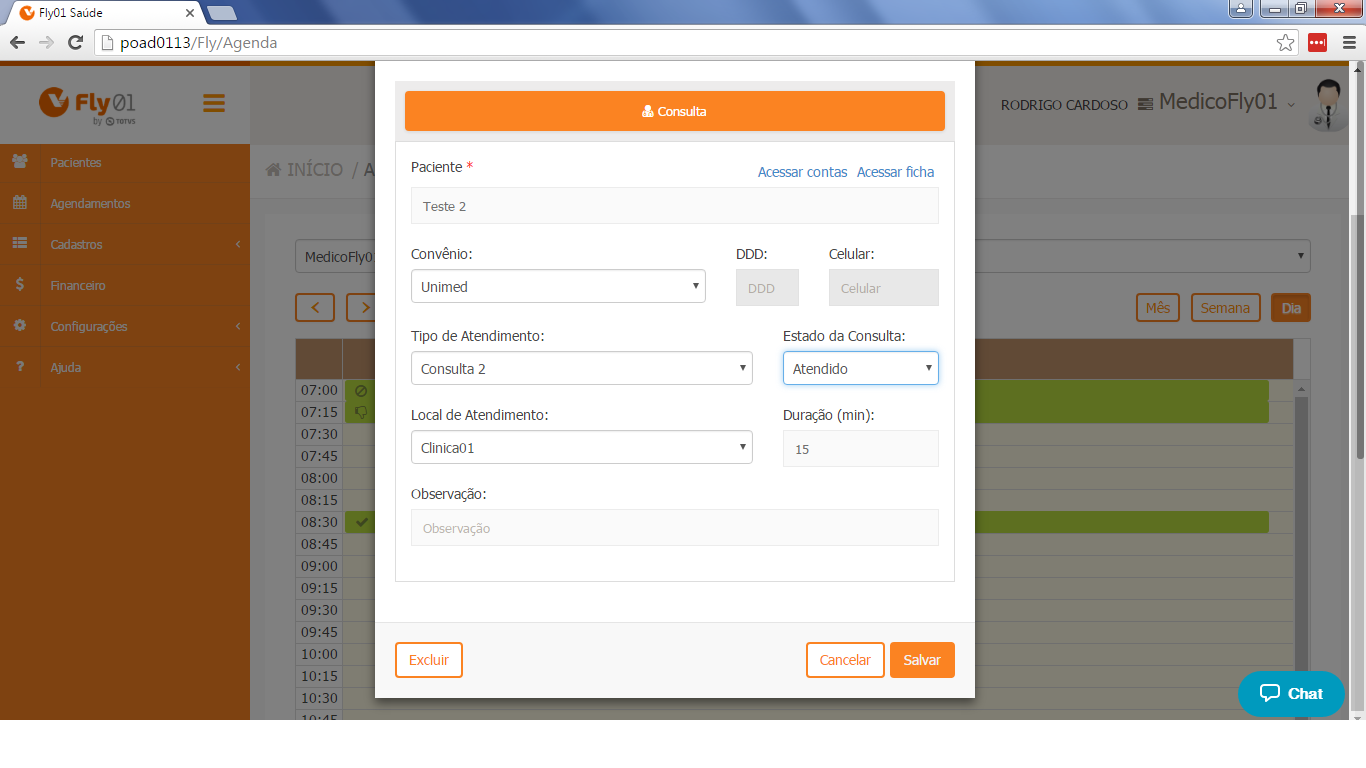 Fly01 Saúde
poad0113/Fly/Agenda
Fly01
by TOTVS
RODRIGO CARDOSO MedicoFly01
Pacientes
Agendamentos
Cadastros
Financeiro
Configurações
Ajuda
INÍCIO / A
MedicoFly0
< >
Mês Semana Dia
07:00
07:15
07:30
07:45
08:00
08:15
08:30
08:45
09:00
09:15
09:30
09:45
10:00
10:15
10:30
10:45
Consulta
Paciente * Acessar contas Acessar ficha
Teste 2
Convênio: DDD: Celular:
Unimed DDD Celular
Tipo de Atendimento: Estado da Consulta:
Consulta 2 Atendido
Local de Atendimento: Duração (min):
Clinica01 15
Observação:
Observação
Excluir Cancelar Salvar
Chat